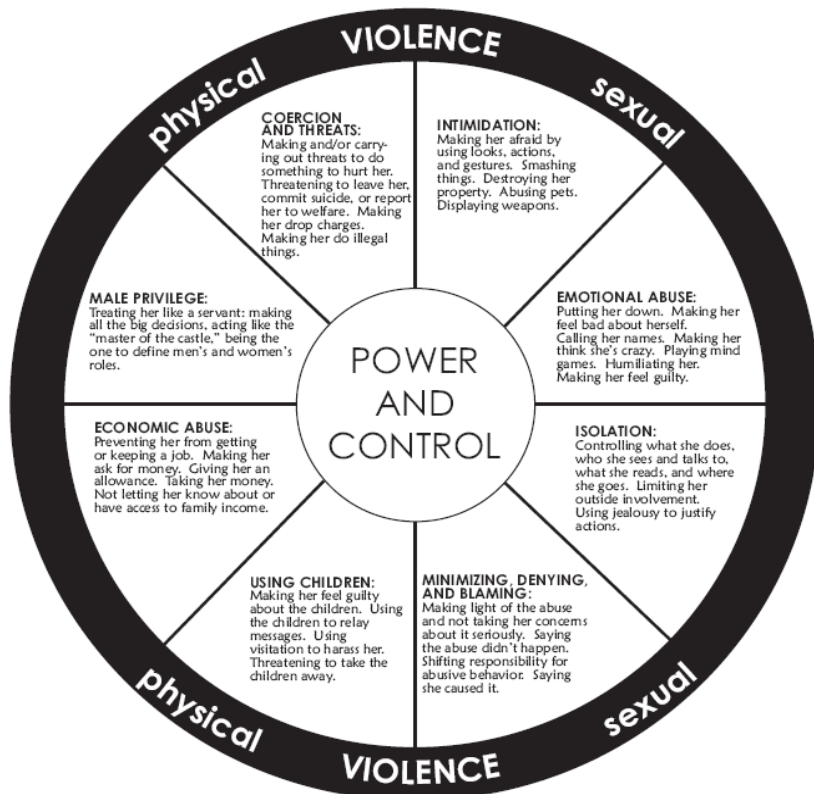 physical VIOLENCE sexual
COERCION
AND THREATS:
Making and/or carry-
ing out threats to do
something to hurt her.
Threatening to leave her,
commit suicide, or report
her to welfare. Making
her drop charges.
Making her do illegal
things.
INTIMIDATION:
Making her afraid by
using looks, actions,
and gestures. Smashing
things. Destroying her
property. Abusing pets.
Displaying weapons.
MALE PRIVILEGE:
Treating her like a servant: making
all the big decisions, acting like the
“master of the castle,” being the
one to define men’s and women’s
roles.
EMOTIONAL ABUSE:
Putting her down. Making her
feel bad about herself.
Calling her names. Making her
think she’s crazy. Playing mind
games. Humiliating her.
Making her feel guilty.
POWER
AND
CONTROL
ECONOMIC ABUSE:
Preventing her from getting
or keeping a job. Making her
ask for money. Giving her an
allowance. Taking her money.
Not letting her know about or
have access to family income.
ISOLATION:
Controlling what she does,
who she sees and talks to,
what she reads, and where
she goes. Limiting her
outside involvement.
Using jealousy to justify
actions.
USING CHILDREN:
Making her feel guilty
about the children. Using
the children to relay
messages. Using
visitation to harass her.
Threatening to take the
children away.
MINIMIZING, DENYING,
AND BLAMING:
Making light of the abuse
and not taking her concerns
about it seriously. Saying
the abuse didn’t happen.
Shifting responsibility for
abusive behavior. Saying
she caused it.
physical VIOLENCE sexual